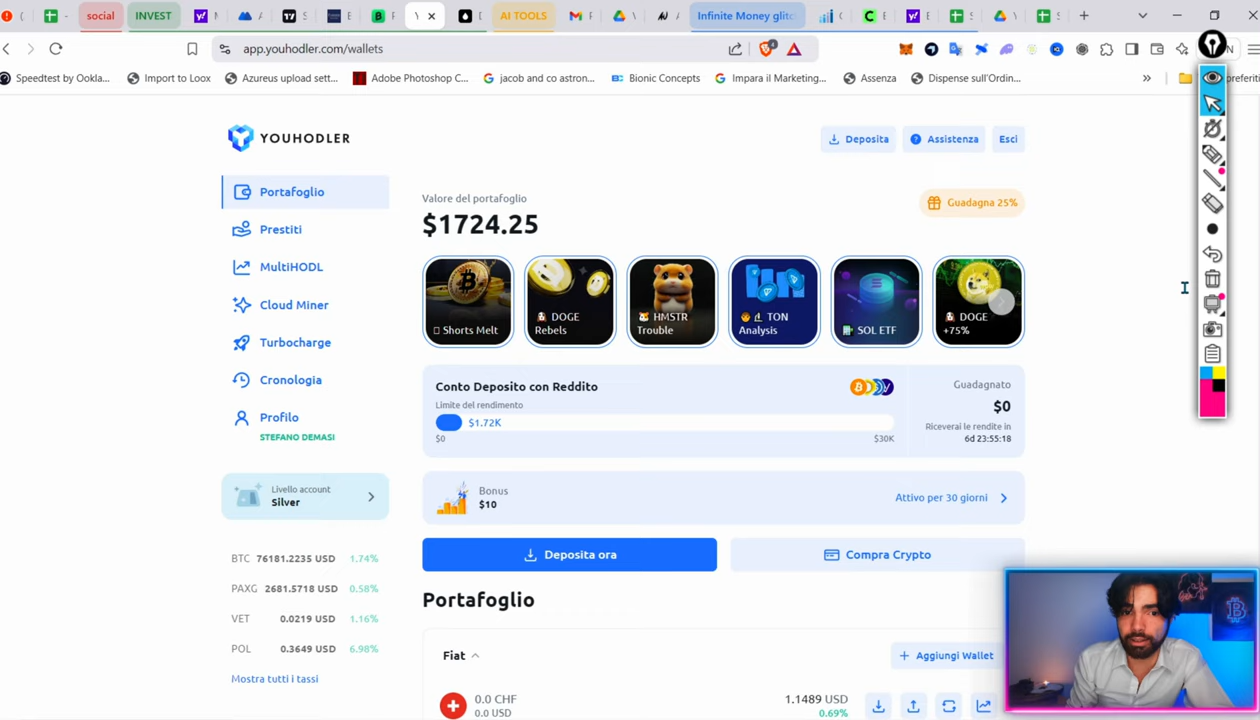 social
INVEST
AI TOOLS
Infinite Money glitc
app.youhodler.com/wallets
Speedtest by Ookla...
Import to Loox
Azureus upload sett...
Adobe Photoshop C...
jacob and co astron...
Bionic Concepts
Impara il Marketing...
Assenza
Dispense sull'Ordin...
»
preferiti
YOUHODLER
Deposita
Assistenza
Esci
Portafoglio
Prestiti
MultiHODL
Cloud Miner
Turbocharge
Cronologia
Profilo
STEFANO DEMASI
Livello account
Silver
BTC 76181.2235 USD 1.74%
PAXG 2681.5718 USD 0.58%
VET 0.0219 USD 1.16%
POL 0.3649 USD 6.98%
Mostra tutti i tassi
Valore del portafoglio
$1724.25
Guadagna 25%
Shorts Melt
DOGE
Rebels
HMSTR
Trouble
TON
Analysis
SOL ETF
DOGE
+75%
Conto Deposito con Reddito
Limite del rendimento
$1.72K
$0
$30K
Guadagnato
$0
Riceverai le rendite in
6d 23:55:18
Bonus
$10
Attivo per 30 giorni
Deposita ora
Compra Crypto
Portafoglio
Fiat
+ Aggiungi Wallet
0.0 CHF
0.0 USD
1.1489 USD
0.69%